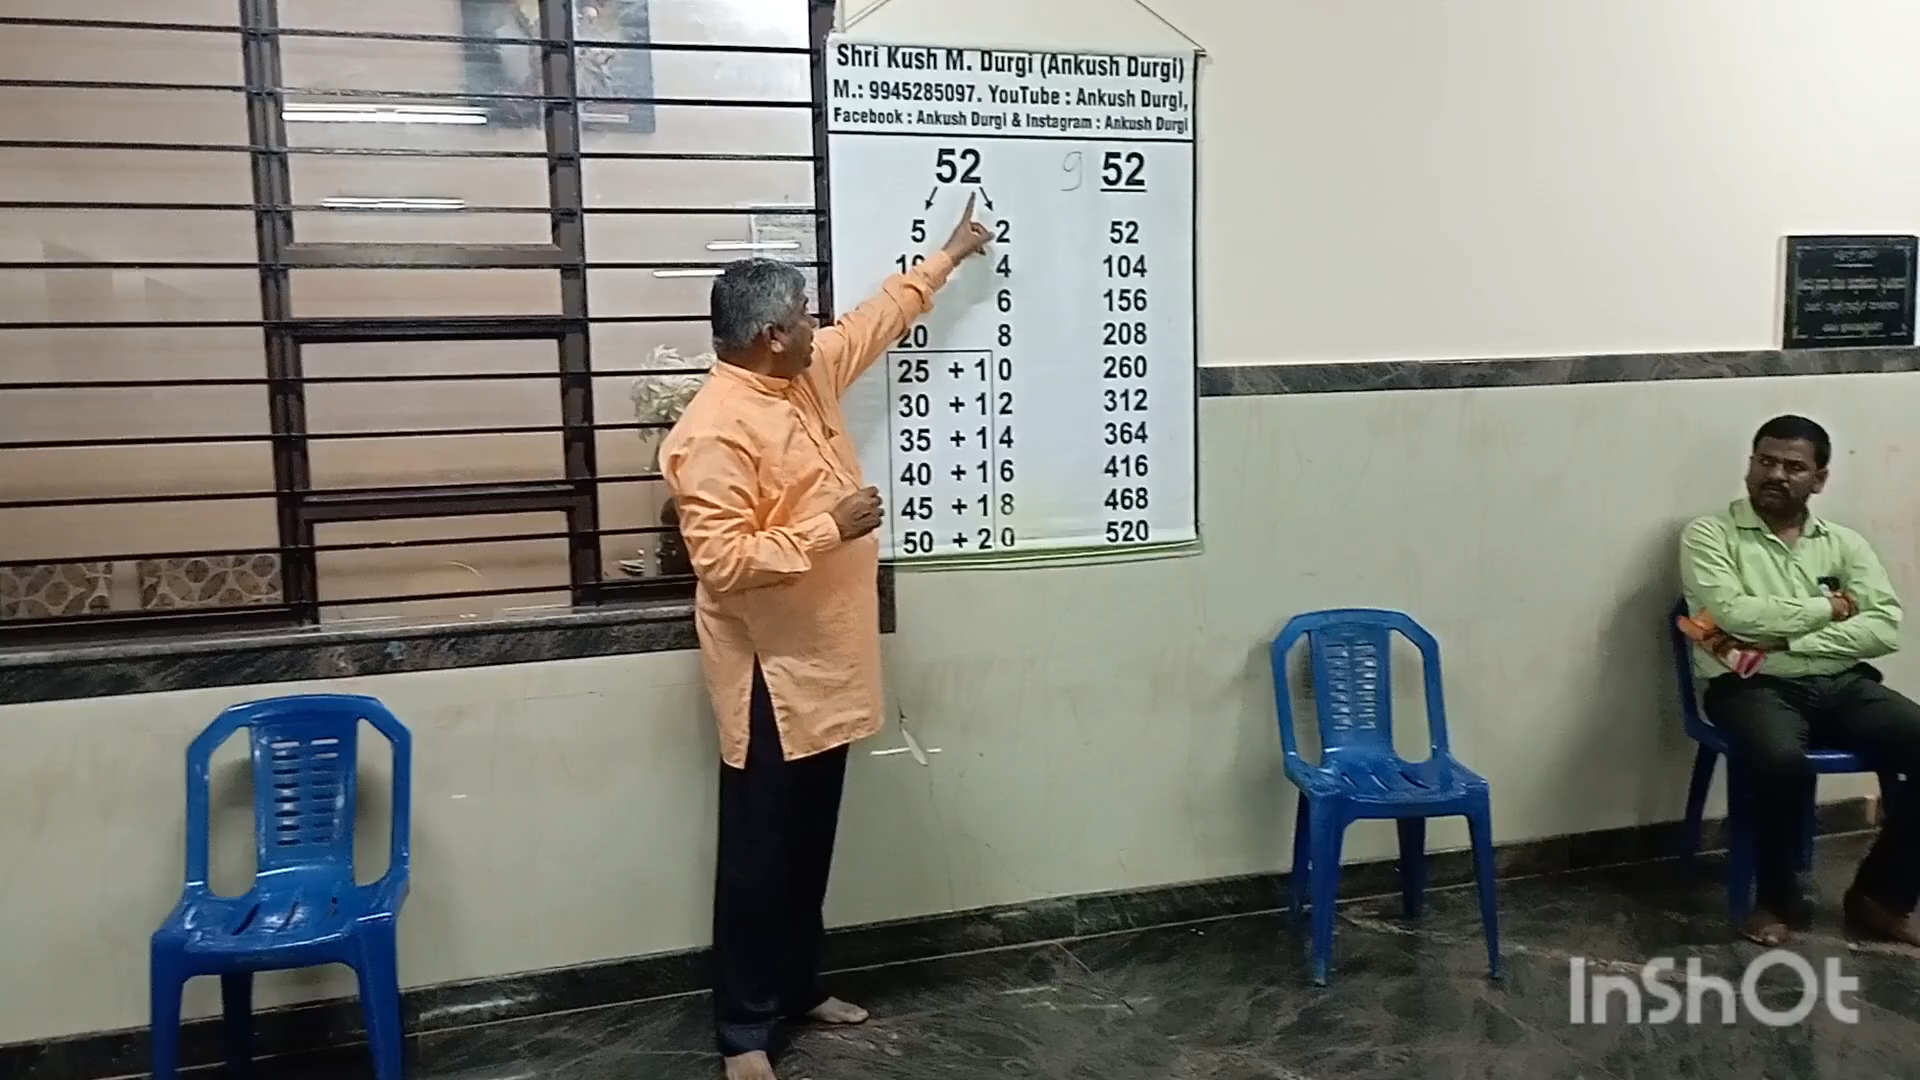 Shri Kush M. Durgi (Ankush Durgi)
M.: 9945285097. YouTube : Ankush Durgi,
Facebook : Ankush Durgi & Instagram : Ankush Durgi
52 9 52
5 2 52
4 104
6 156
20 8 208
25 + 1 0 260
30 + 1 2 312
35 + 1 4 364
40 + 1 6 416
45 + 1 8 468
50 + 2 0 520
InShOt